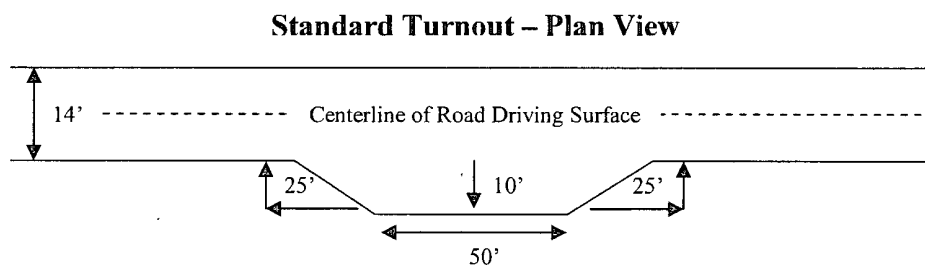 Standard Turnout – Plan View
14'
Centerline of Road Driving Surface
25'
10'
25'
50'